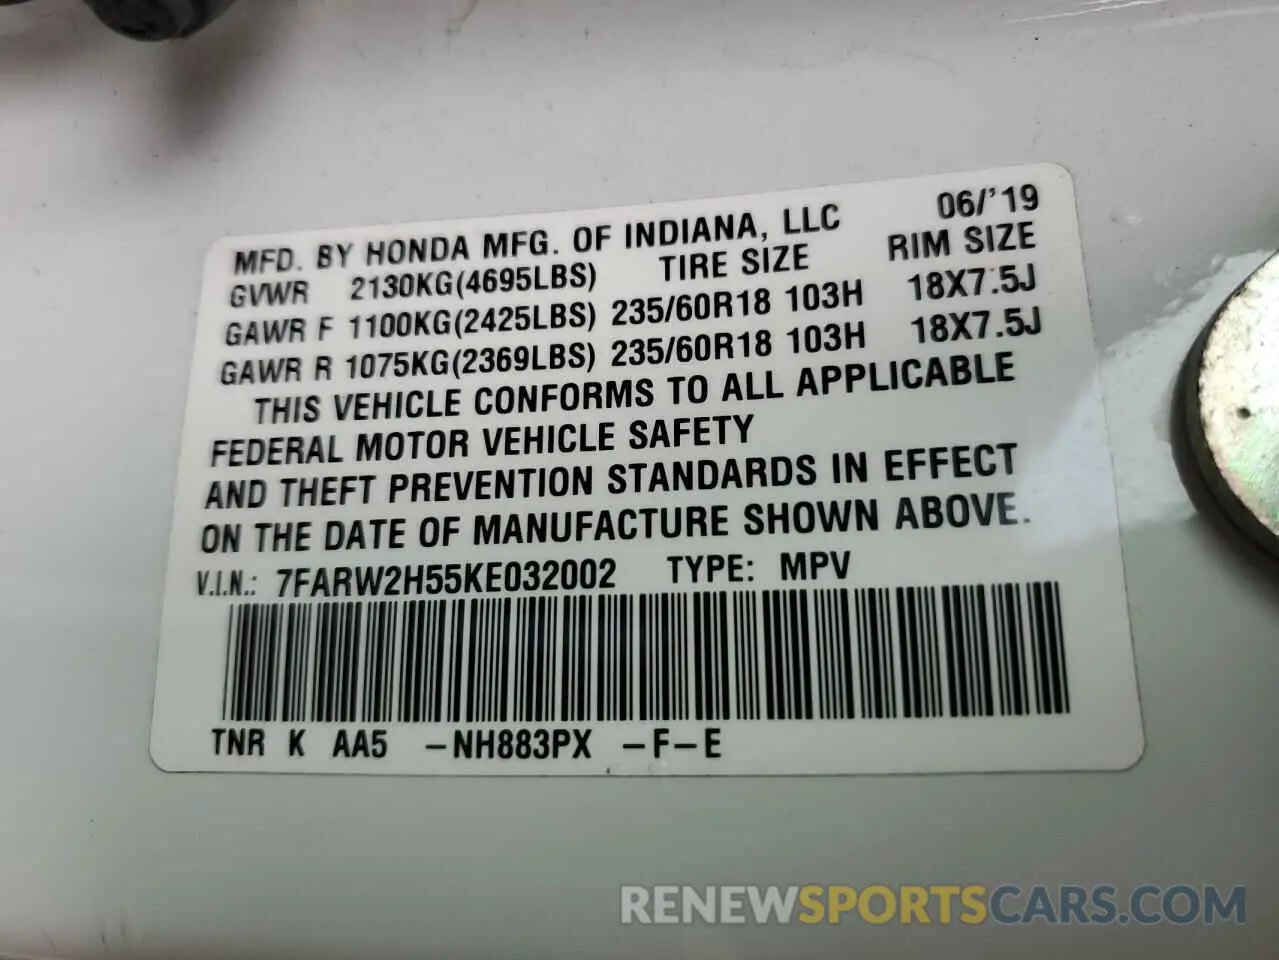 MFD. BY HONDA MFG. OF INDIANA, LLC 06/'19
GVWR 2130KG(4695LBS) TIRE SIZE RIM SIZE
GAWR F 1100KG(2425LBS) 235/60R18 103H 18X7.5J
GAWR R 1075KG(2369LBS) 235/60R18 103H 18X7.5J
THIS VEHICLE CONFORMS TO ALL APPLICABLE
FEDERAL MOTOR VEHICLE SAFETY
AND THEFT PREVENTION STANDARDS IN EFFECT
ON THE DATE OF MANUFACTURE SHOWN ABOVE.
V.I.N.: 7FARW2H55KE032002 TYPE: MPV
TNR K AA5 -NH883PX -F-E
RENEWSPORTSCARS.COM